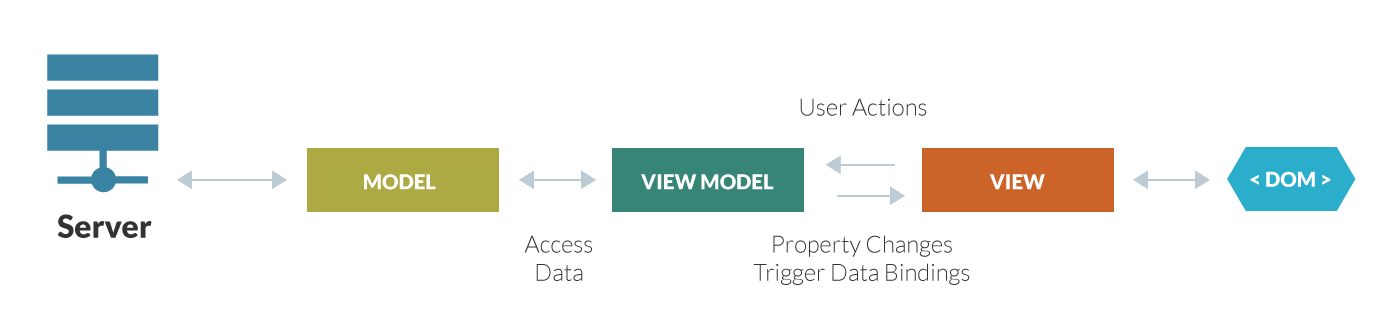 User Actions
MODEL
VIEW MODEL
VIEW
< DOM >
Server
Access
Data
Property Changes
Trigger Data Bindings